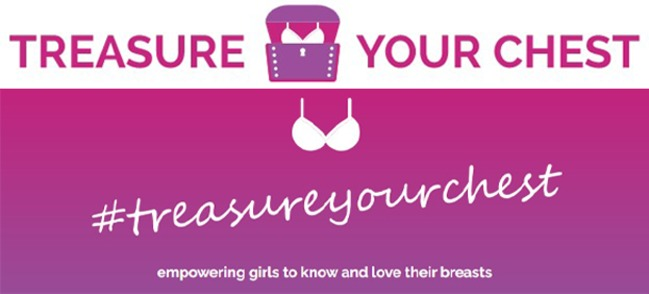 TREASURE YOUR CHEST
#treasureyourchest
empowering girls to know and love their breasts